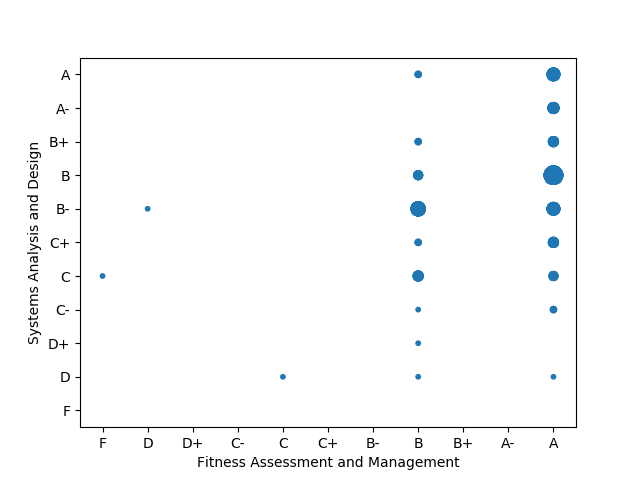 A
A-
B+
B
B-
C+
C
C-
D+
D
F
Systems Analysis and Design
F D D+ C- C C+ B- B B+ A- A
Fitness Assessment and Management